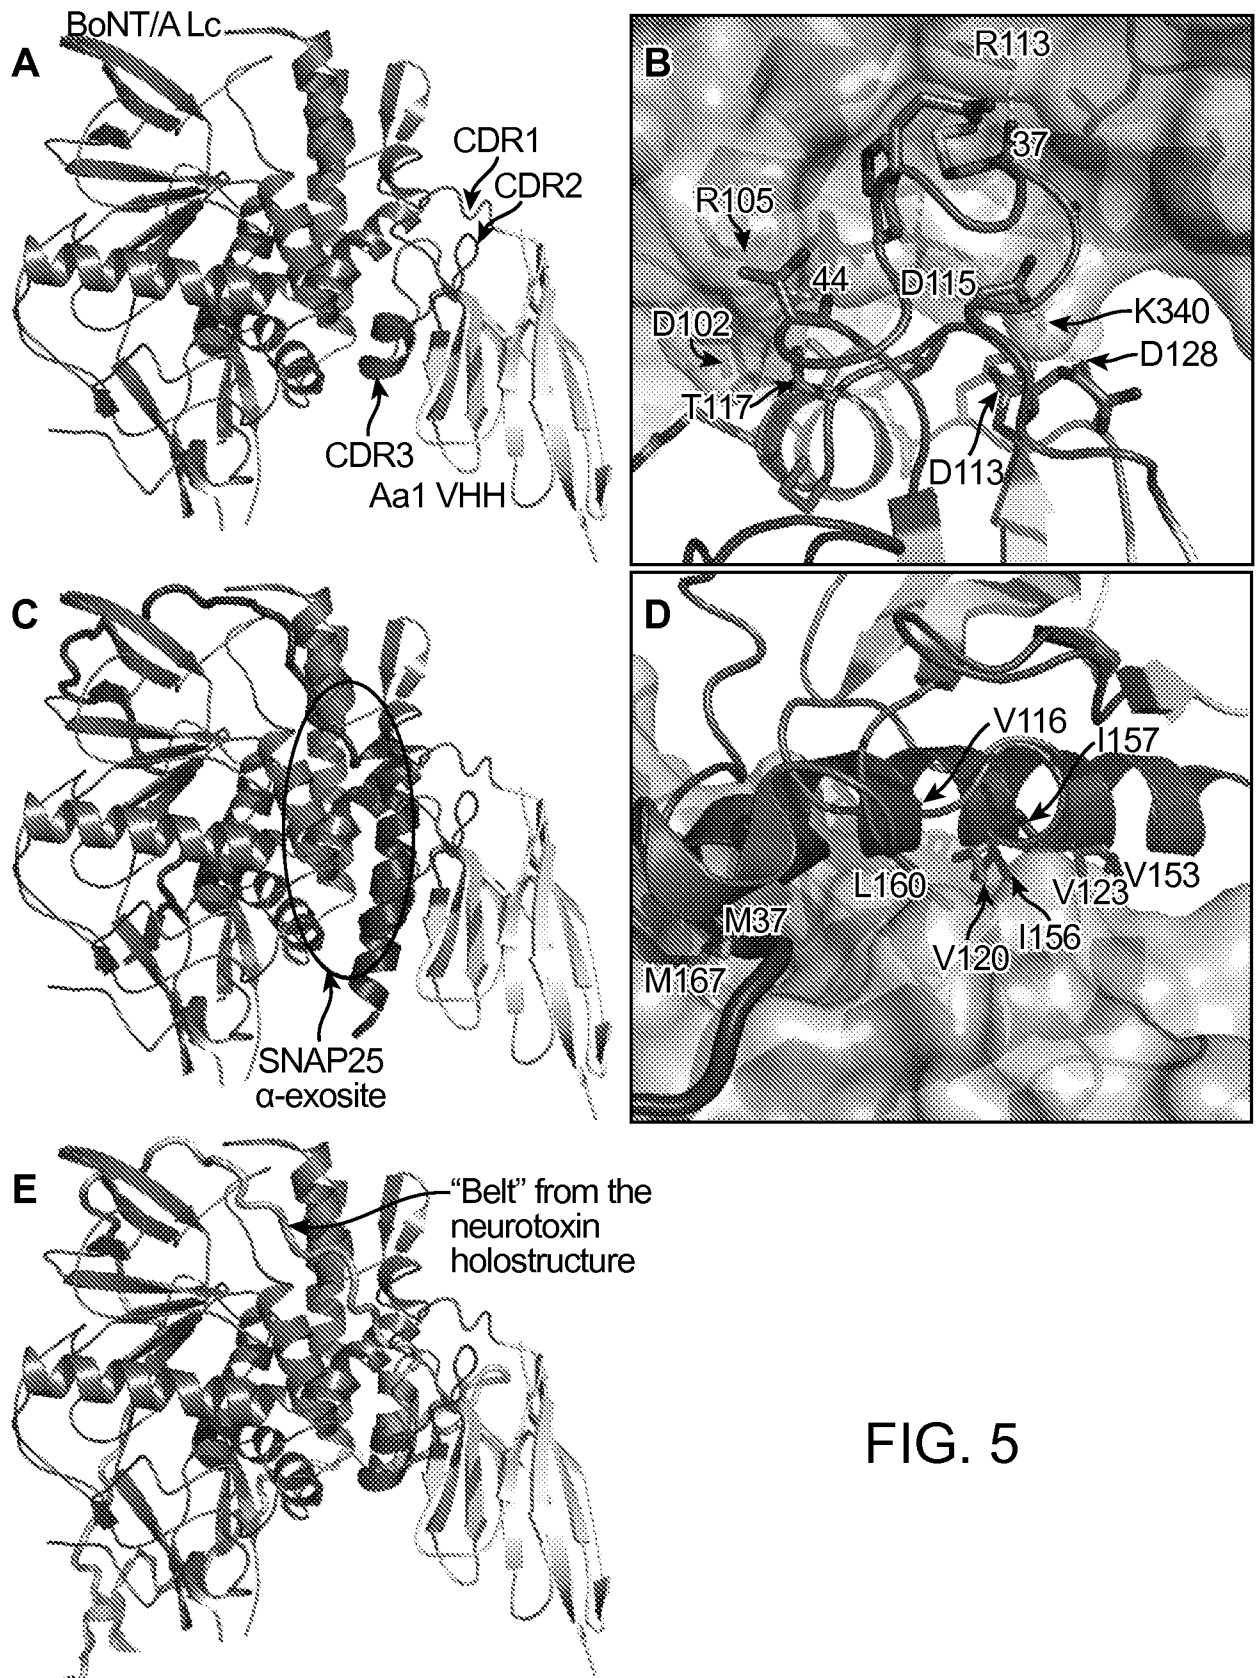 A
BoNT/A Lc
CDR1
CDR2
CDR3
Aa1 VHH
B
R113
37
R105
44
D115
D102
K340
D128
T117
D113
C
SNAP25
α-exosite
D
V116
I157
L160
V123
V153
M37
I156
V120
M167
E
“Belt” from the
neurotoxin
holostructure
FIG. 5